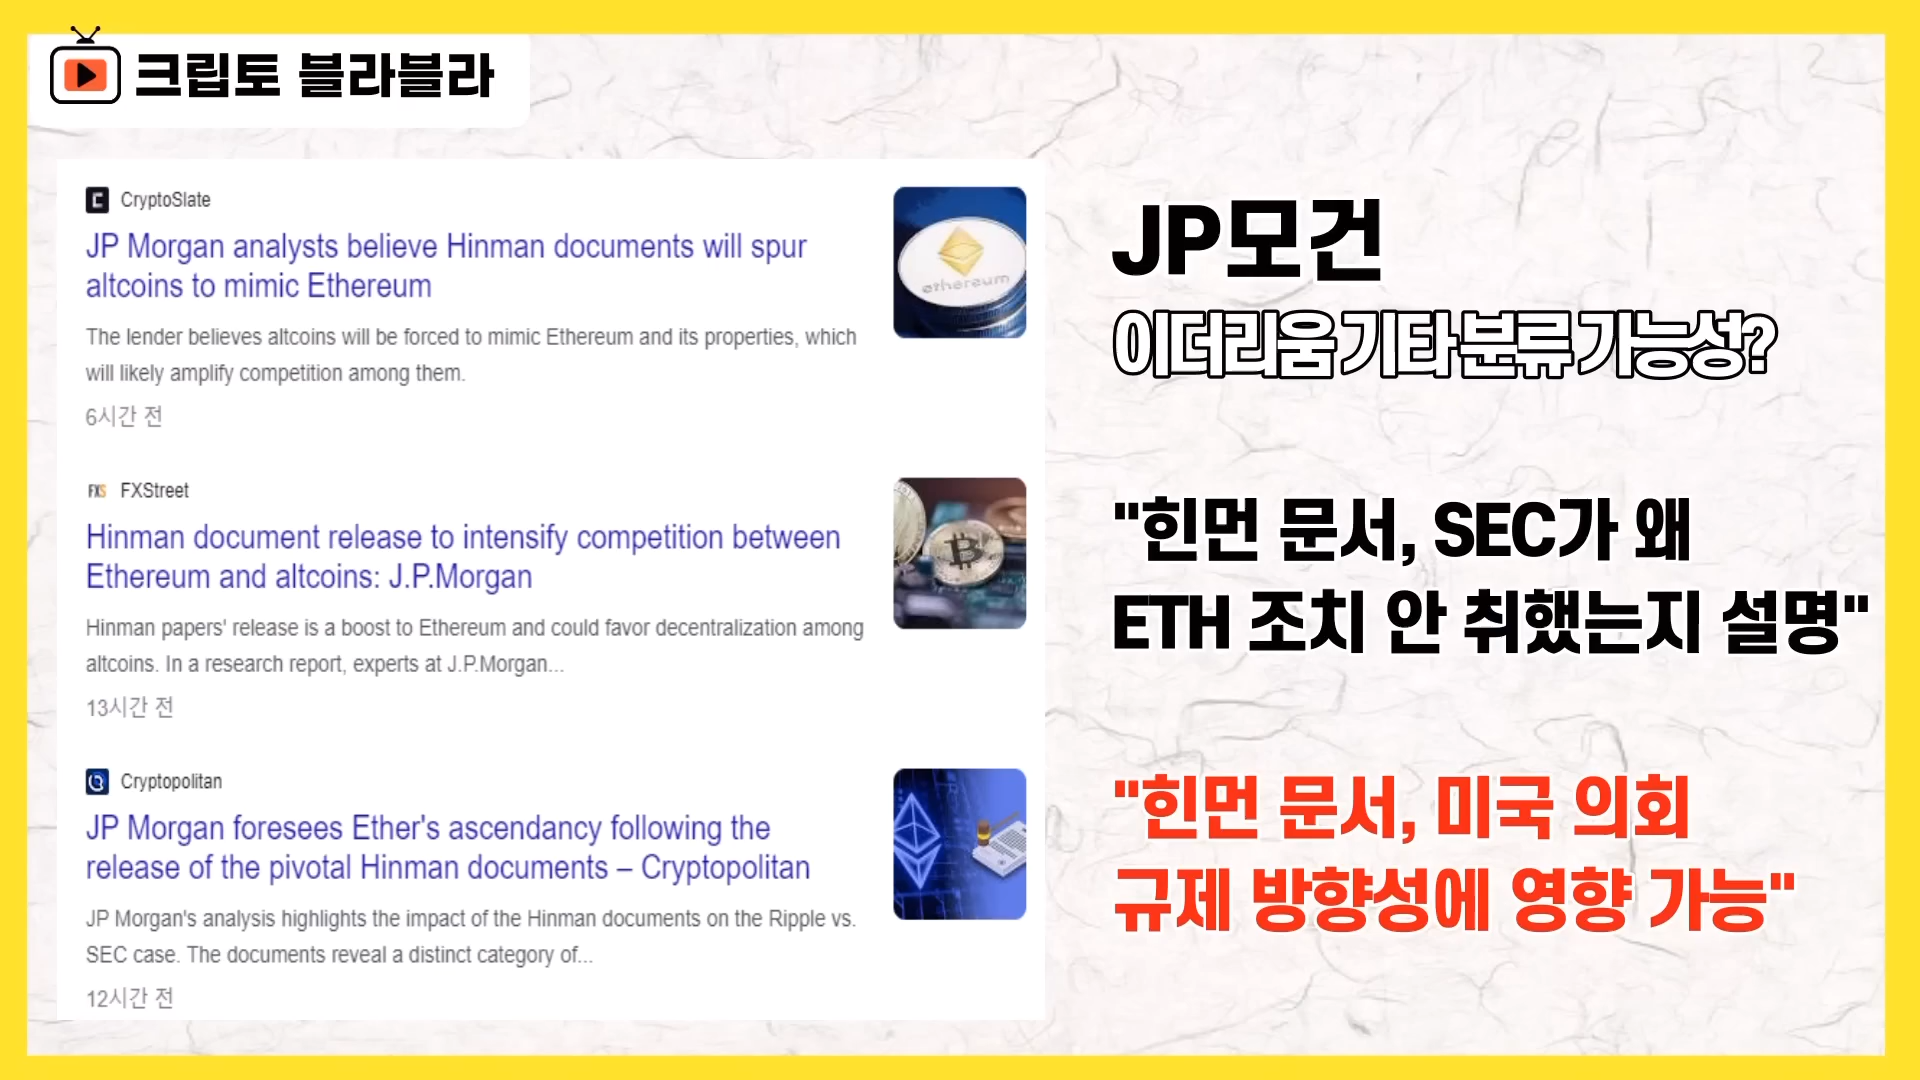 크립토 블라블라
CryptoSlate
JP Morgan analysts believe Hinman documents will spur
altcoins to mimic Ethereum
The lender believes altcoins will be forced to mimic Ethereum and its properties, which
will likely amplify competition among them.
6시간 전
ethereum
FXS FXStreet
Hinman document release to intensify competition between
Ethereum and altcoins: J.P.Morgan
Hinman papers' release is a boost to Ethereum and could favor decentralization among
altcoins. In a research report, experts at J.P.Morgan...
13시간 전
Cryptopolitan
JP Morgan foresees Ether's ascendancy following the
release of the pivotal Hinman documents – Cryptopolitan
JP Morgan's analysis highlights the impact of the Hinman documents on the Ripple vs.
SEC case. The documents reveal a distinct category of...
12시간 전
JP모건
이더리움 기타 분류 가능성?
"힌먼 문서, SEC가 왜
ETH 조치 안 취했는지 설명"
"힌먼 문서, 미국 의회
규제 방향성에 영향 가능"